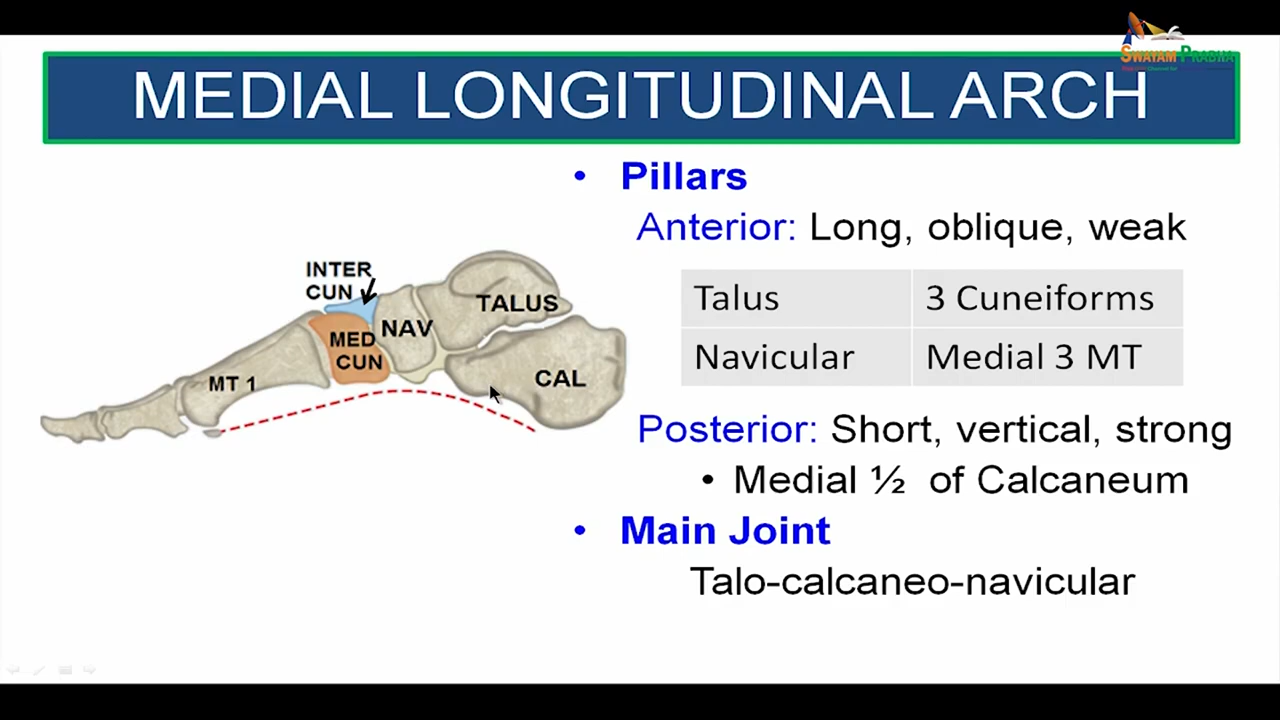 SWAYAM PRABHA
MEDIAL LONGITUDINAL ARCH
• Pillars
Anterior: Long, oblique, weak
Talus 3 Cuneiforms
Navicular Medial 3 MT
Posterior: Short, vertical, strong
• Medial ½ of Calcaneum
• Main Joint
Talo-calcaneo-navicular
INTER
CUN
TALUS
NAV
MED
CUN
MT 1
CAL